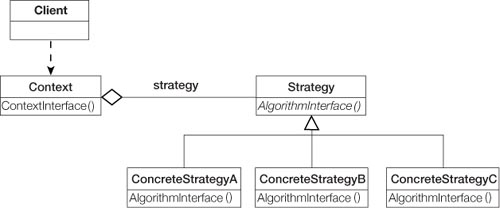 Client
Context
ContextInterface()
strategy
Strategy
AlgorithmInterface()
ConcreteStrategyA
AlgorithmInterface ()
ConcreteStrategyB
AlgorithmInterface ()
ConcreteStrategyC
AlgorithmInterface ()